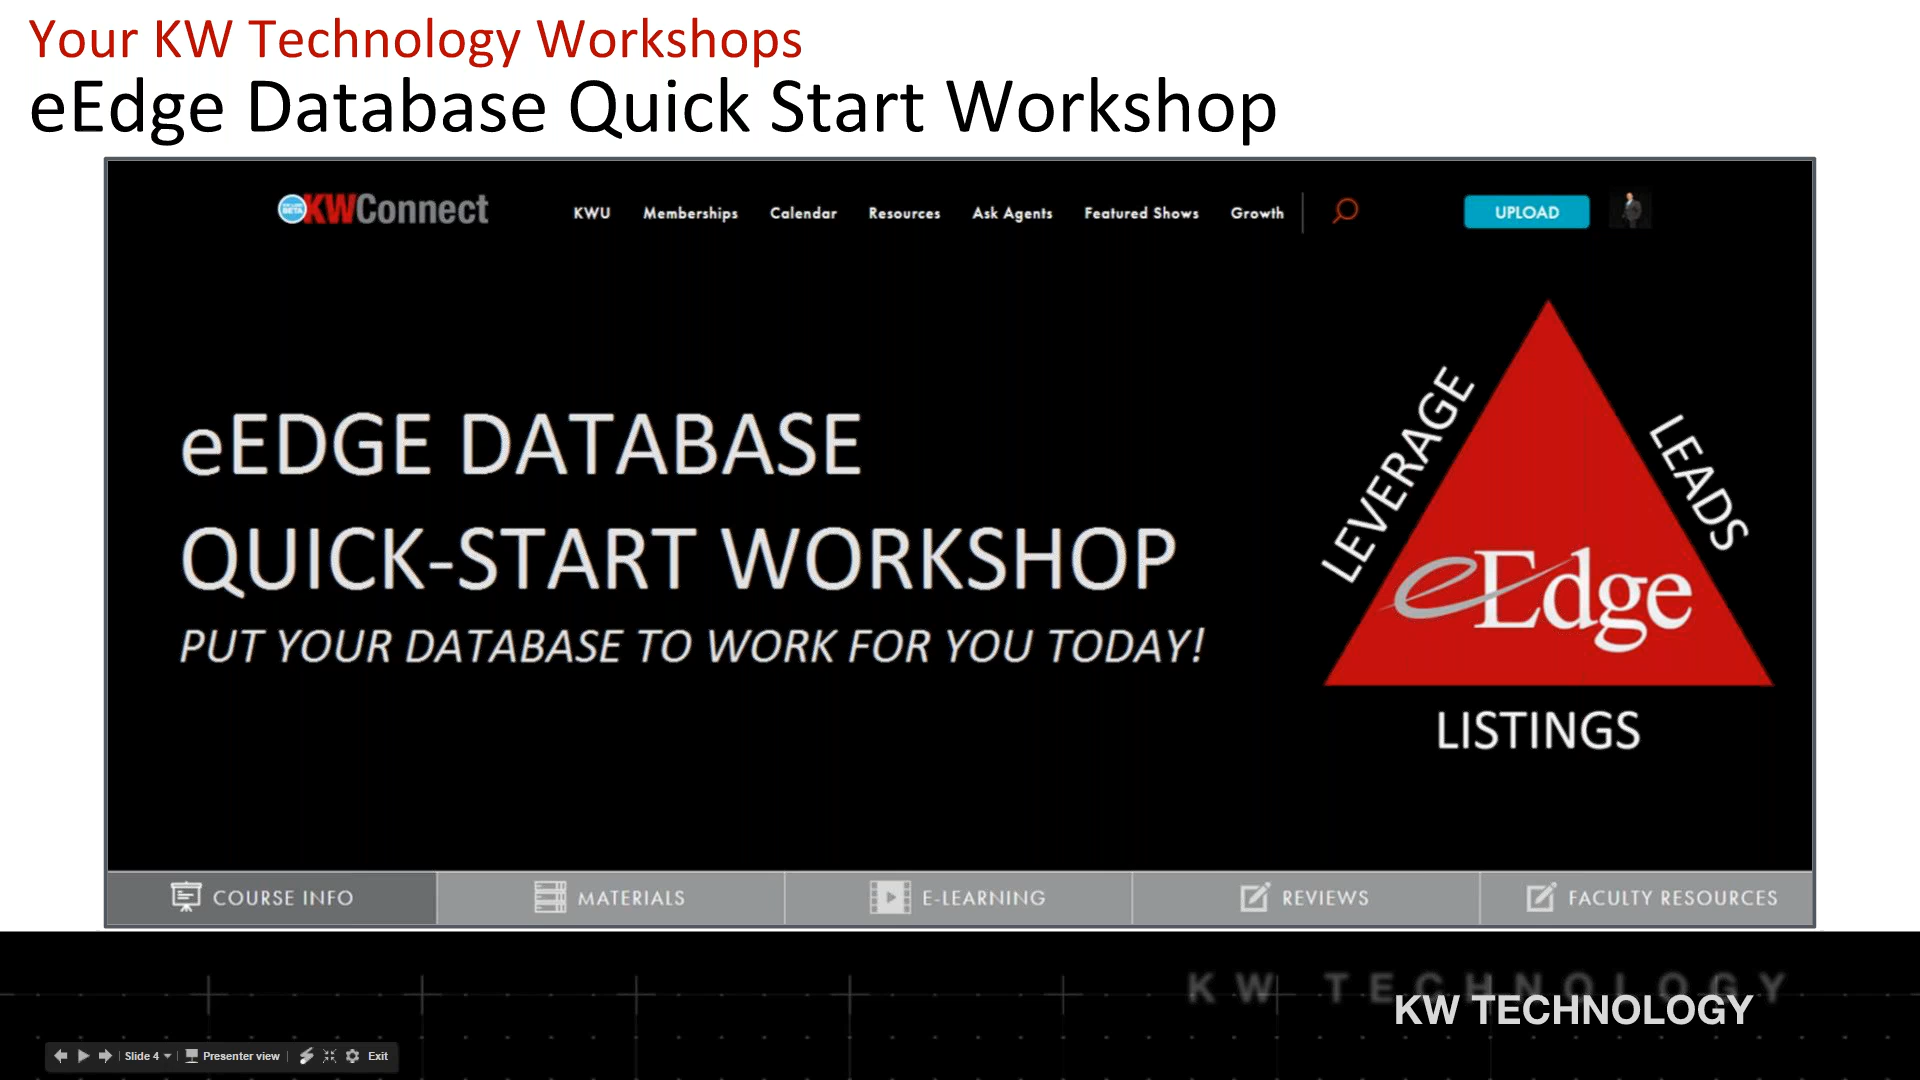 Your KW Technology Workshops
eEdge Database Quick Start Workshop
BETA
KWConnect
KWU Memberships Calendar Resources Ask Agents Featured Shows Growth
UPLOAD
eEDGE DATABASE
QUICK-START WORKSHOP
PUT YOUR DATABASE TO WORK FOR YOU TODAY!
LEVERAGE
LEADS
eEdge
LISTINGS
COURSE INFO
MATERIALS
E-LEARNING
REVIEWS
FACULTY RESOURCES
KW TECHNOLOGY
KW TECHNOLOGY
Slide 4 Presenter view Exit